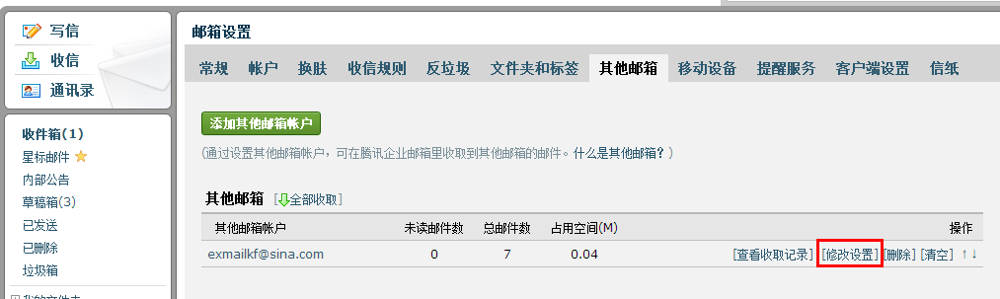 写信
收信
通讯录
收件箱(1)
星标邮件
内部公告
草稿箱(3)
已发送
已删除
垃圾箱
邮箱设置
常规 帐户 换肤 收信规则 反垃圾 文件夹和标签 其他邮箱 移动设备 提醒服务 客户端设置 信纸
添加其他邮箱帐户
(通过设置其他邮箱帐户，可在腾讯企业邮箱里收取到其他邮箱的邮件。什么是其他邮箱？)
其他邮箱 [全部收取]
其他邮箱帐户 未读邮件数 总邮件数 占用空间(M) 操作
exmailkf@sina.com 0 7 0.04 [查看收取记录] [修改设置] [删除] [清空] ↑↓